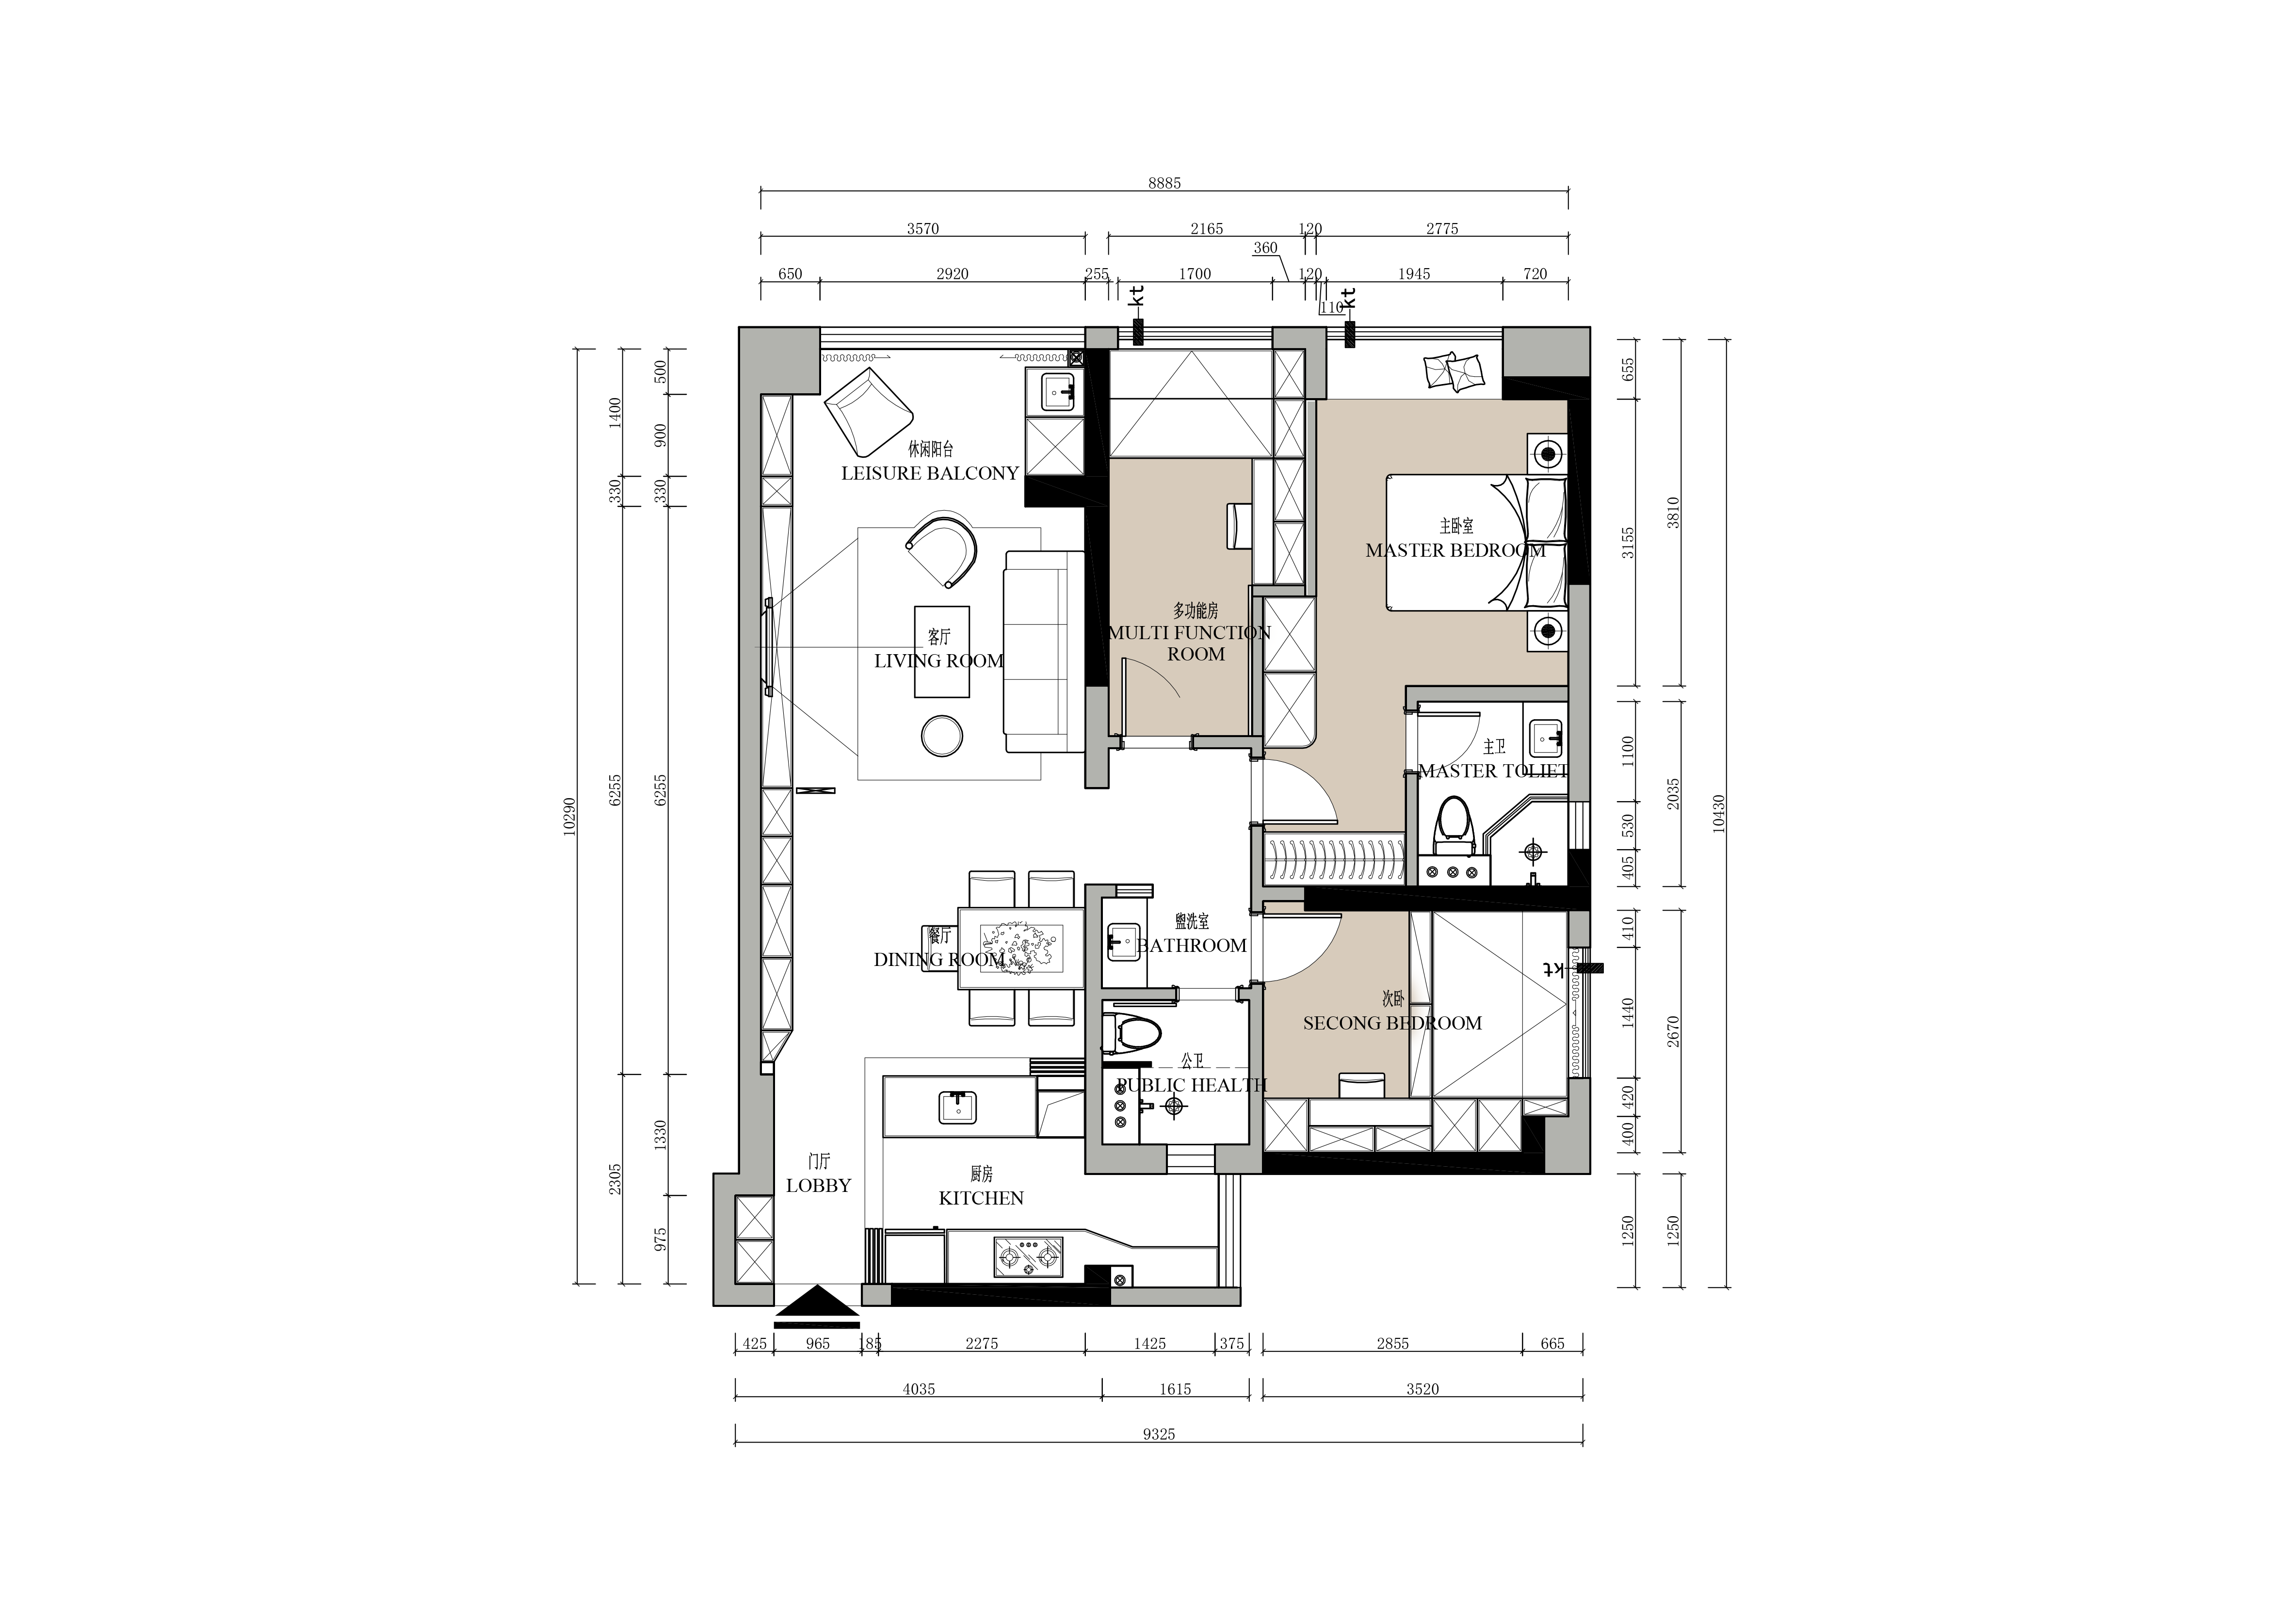 8885
3570
2165
120
2775
360
650
2920
255
1700
120
1945
720
110
kt
kt
500
655
1400
900
休闲阳台
LEISURE BALCONY
330
330
3810
主卧室
MASTER BEDROOM
3155
多功能房
MULTI FUNCTION
ROOM
客厅
LIVING ROOM
主卫
MASTER TOLIET
1100
10290
6255
6255
2035
10430
530
405
盥洗室
BATHROOM
餐厅
DINING ROOM
410
kt
次卧
SECONG BEDROOM
1440
2670
公卫
PUBLIC HEALTH
420
400
1330
门厅
LOBBY
厨房
KITCHEN
2305
975
1250
1250
425
965
185
2275
1425
375
2855
665
4035
1615
3520
9325